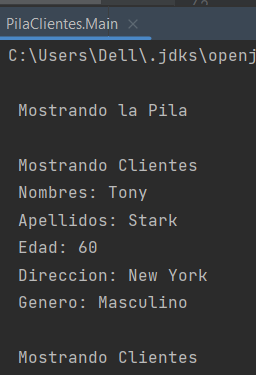 PilaClientes.Main ×
C:\Users\Dell\.jdks\openj
Mostrando la Pila
Mostrando Clientes
Nombres: Tony
Apellidos: Stark
Edad: 60
Direccion: New York
Genero: Masculino
Mostrando Clientes